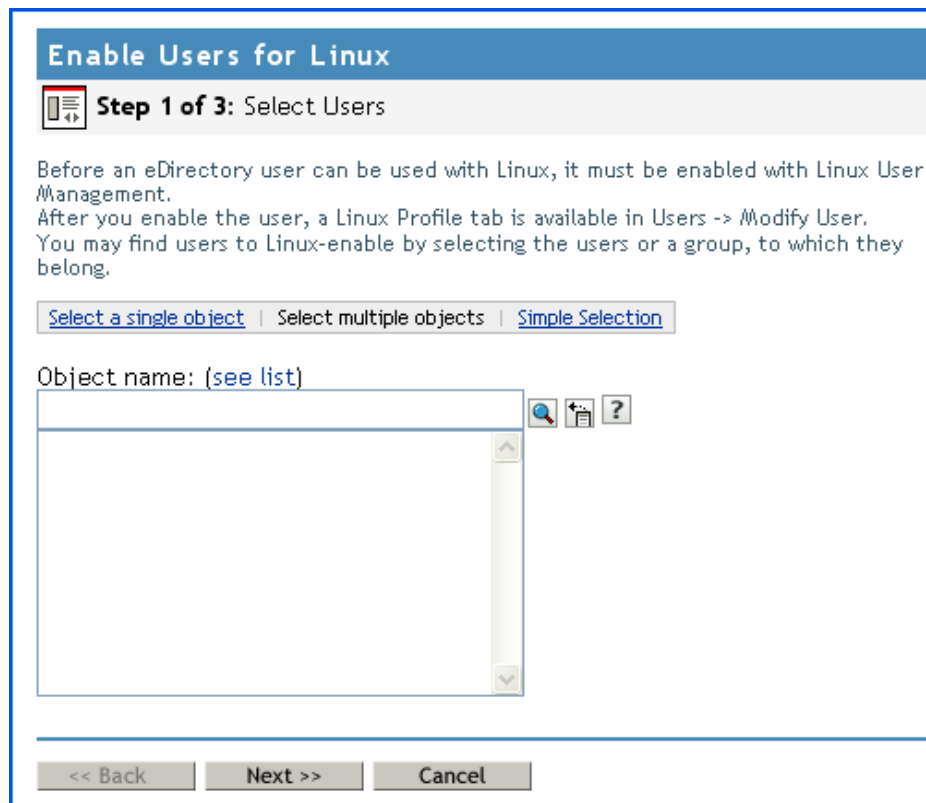 Enable Users for Linux
Step 1 of 3: Select Users
Before an eDirectory user can be used with Linux, it must be enabled with Linux User
Management.
After you enable the user, a Linux Profile tab is available in Users -> Modify User.
You may find users to Linux-enable by selecting the users or a group, to which they
belong.
Select a single object | Select multiple objects | Simple Selection
Object name: (see list)
?
<< Back Next >> Cancel